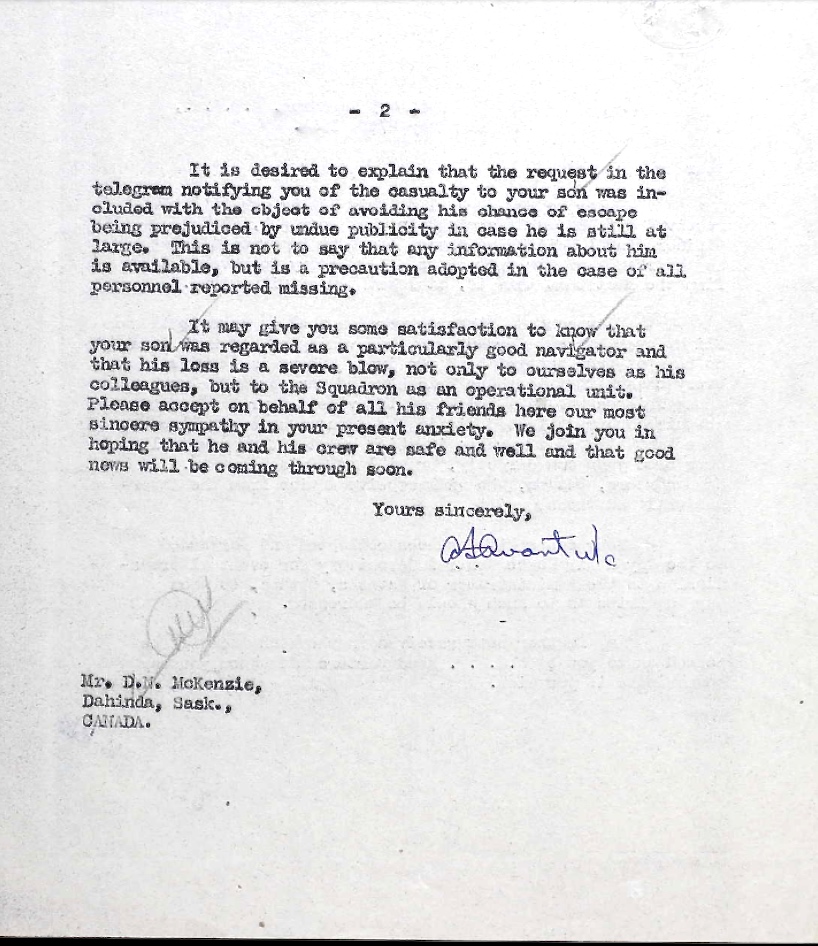 - 2 -
It is desired to explain that the request in the
telegram notifying you of the casualty to your son was in-
cluded with the object of avoiding his chance of escape
being prejudiced by undue publicity in case he is still at
large. This is not to say that any information about him
is available, but is a precaution adopted in the case of all
personnel reported missing.
It may give you some satisfaction to know that
your son was regarded as a particularly good navigator and
that his loss is a severe blow, not only to ourselves as his
colleagues, but to the Squadron as an operational unit.
Please accept on behalf of all his friends here our most
sincere sympathy in your present anxiety. We join you in
hoping that he and his crew are safe and well and that good
news will be coming through soon.
Yours sincerely,
Mr. D.N. McKenzie,
Dahinda, Sask.,
CANADA.